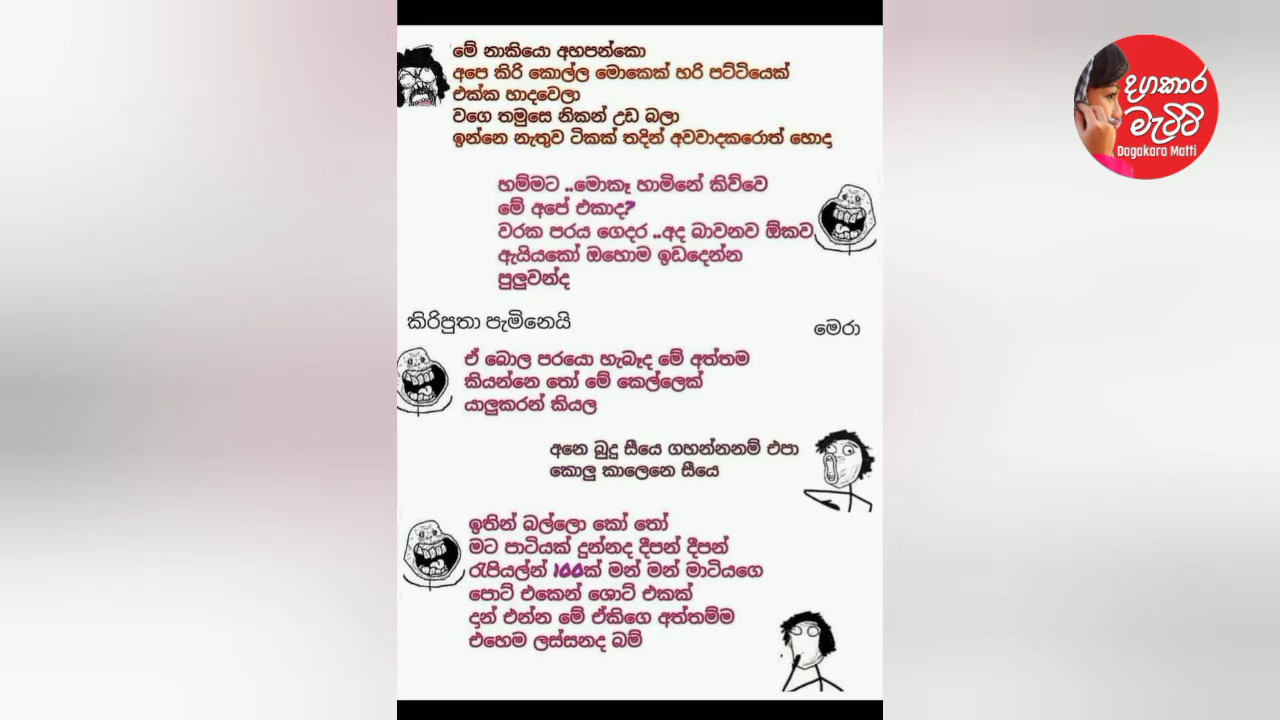 මේ නාකියො අහපන්කො
අපෙ කිරි කොල්ල මොකෙක් හරි පට්ටියෙක්
එක්ක හාදවෙලා
වගෙ තමුසෙ නිකන් උඩ බලා
ඉන්නෙ නැතුව ටිකක් තදින් අවවාදකරොත් හොදා
හම්මට ..මොකෑ හාමිනේ කිව්වෙ
මේ අපේ එකාද?
වරක පරය ගෙදර ..අද බාවනව ඕකව
ඇයියකෝ ඔහොම ඉඩදෙන්න
පුලුවන්ද
කිරිපුතා පැමිනෙයි
මෙරා
ඒ බොල පරයො හැබෑද මේ අත්තම
කියන්නෙ තෝ මේ කෙල්ලෙක්
යාලුකරන් කියල
අනෙ බුදු සීයෙ ගහන්නනම් එපා
කොලු කාලෙනෙ සීයෙ
ඉතින් බල්ලො කෝ තෝ
මට පාටියක් දුන්නද දීපන් දීපන්
රැපියල්න් 100ක් මන් මන් මාටියගෙ
පොට් එකෙන් ශොට් එකක්
දාන් එන්න මේ ඒකිගෙ අත්තම්ම
එහෙම ලස්සනද බම්
දගකාර
මැට්ටි
Dagakara Matti